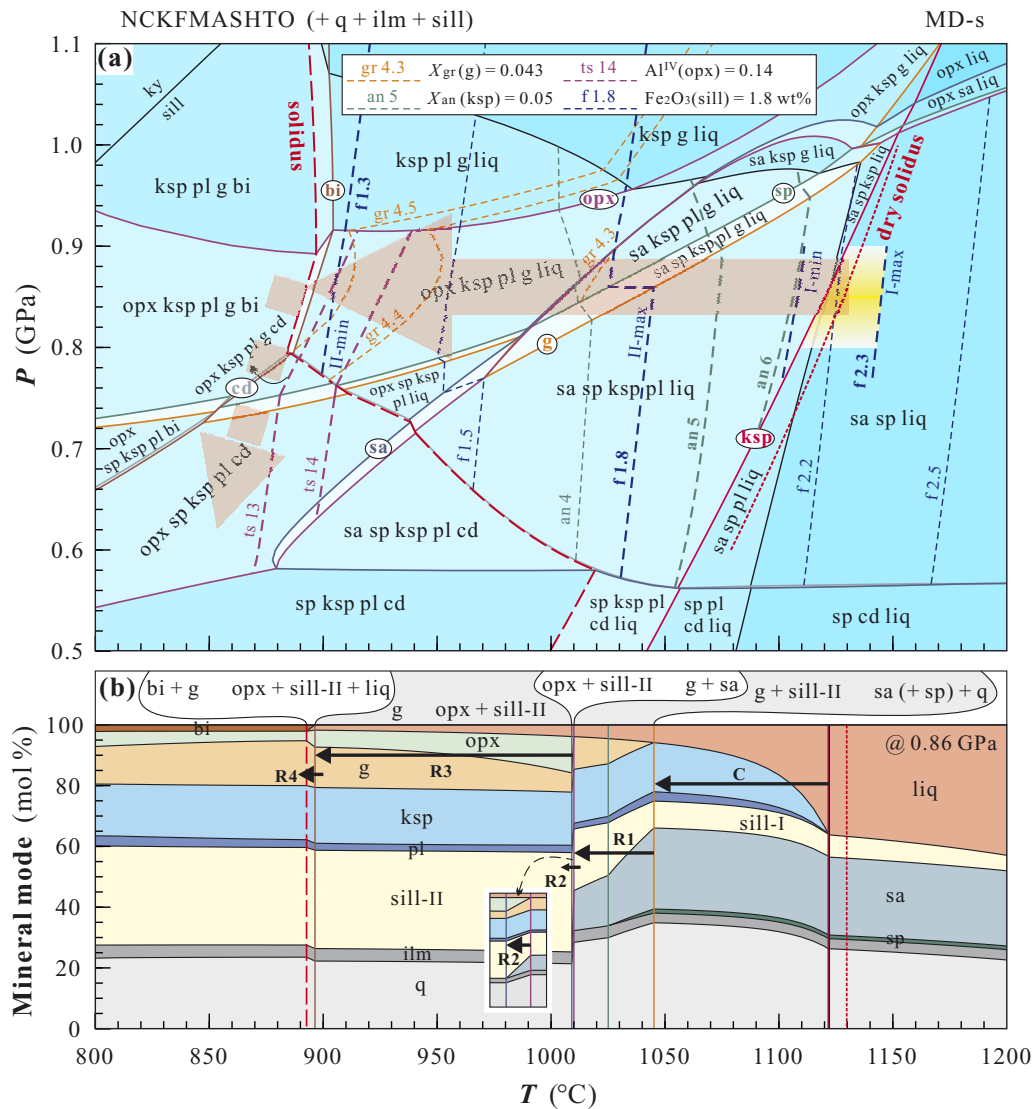 NCKFMASHTO (+ q + ilm + sill)
MD-s
(a)
gr 4.3 Xgr (g) = 0.043
ts 14 Al^IV (opx) = 0.14
an 5 Xan (ksp) = 0.05
f 1.8 Fe₂O₃(sill) = 1.8 wt%
P (GPa)
1.1
1.0
0.9
0.8
0.7
0.6
0.5
ky
sill
solidus
ksp pl g bi
bi
f 1.3
ksp pl g liq
ksp g liq
opx ksp g liq
opx liq
opx sa liq
sa ksp g liq
sp
sa sp ksp liq
dry solidus
opx
gr 4.5
gr 4.3
gr 4.4
sa ksp pl g liq
sa sp ksp pl g liq
opx ksp pl g liq
opx ksp pl g bi
II-min
II-max
I-min
I-max
opx ksp pl g cd
cd
g
opx sp ksp
pl liq
sa sp ksp pl liq
an 6
f 2.3
opx
sp ksp pl bi
opx sp ksp pl cd
sa
f 1.5
f 1.8
an 5
ksp
sa sp liq
ts 13
ts 14
an 4
sa sp pl liq
f 2.2
f 2.5
sa sp ksp pl cd
sp ksp pl cd
sp ksp pl
cd liq
sp pl
cd liq
sp cd liq
(b)
bi + g
opx + sill-II + liq
g
opx + sill-II
opx + sill-II
g + sa
g + sill-II
sa (+ sp) + q
Mineral mode (mol %)
100
80
60
40
20
0
bi
opx
@ 0.86 GPa
R4
g
R3
C
liq
ksp
sill-I
pl
R1
R2
sill-II
sa
R2
sp
ilm
q
800
850
900
950
1000
1050
1100
1150
1200
T (°C)